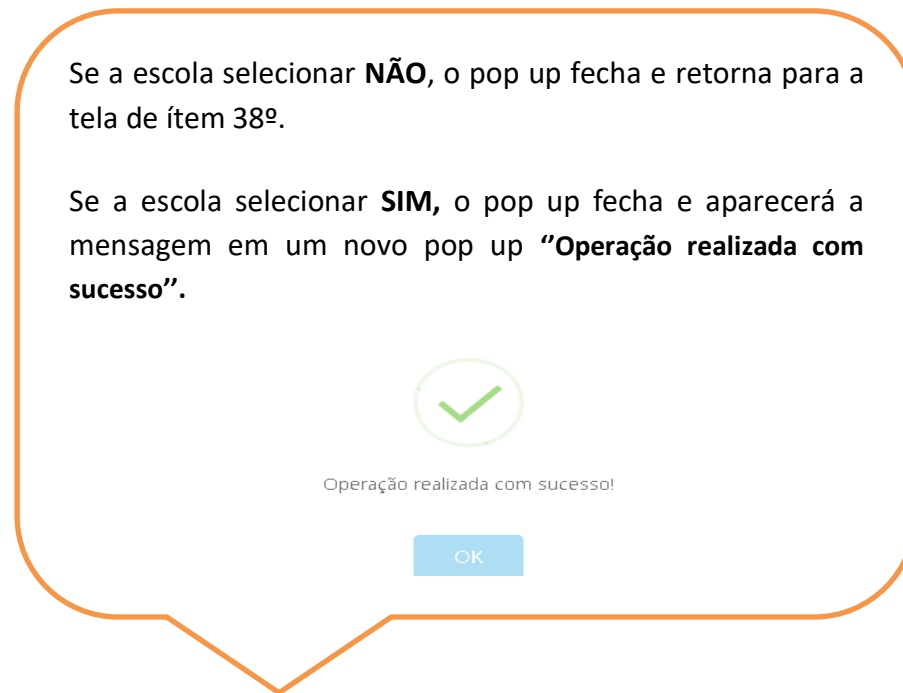 Se a escola selecionar NÃO, o pop up fecha e retorna para a
tela de ítem 38º.
Se a escola selecionar SIM, o pop up fecha e aparecerá a
mensagem em um novo pop up ‘’Operação realizada com
sucesso’’.
Operação realizada com sucesso!
OK